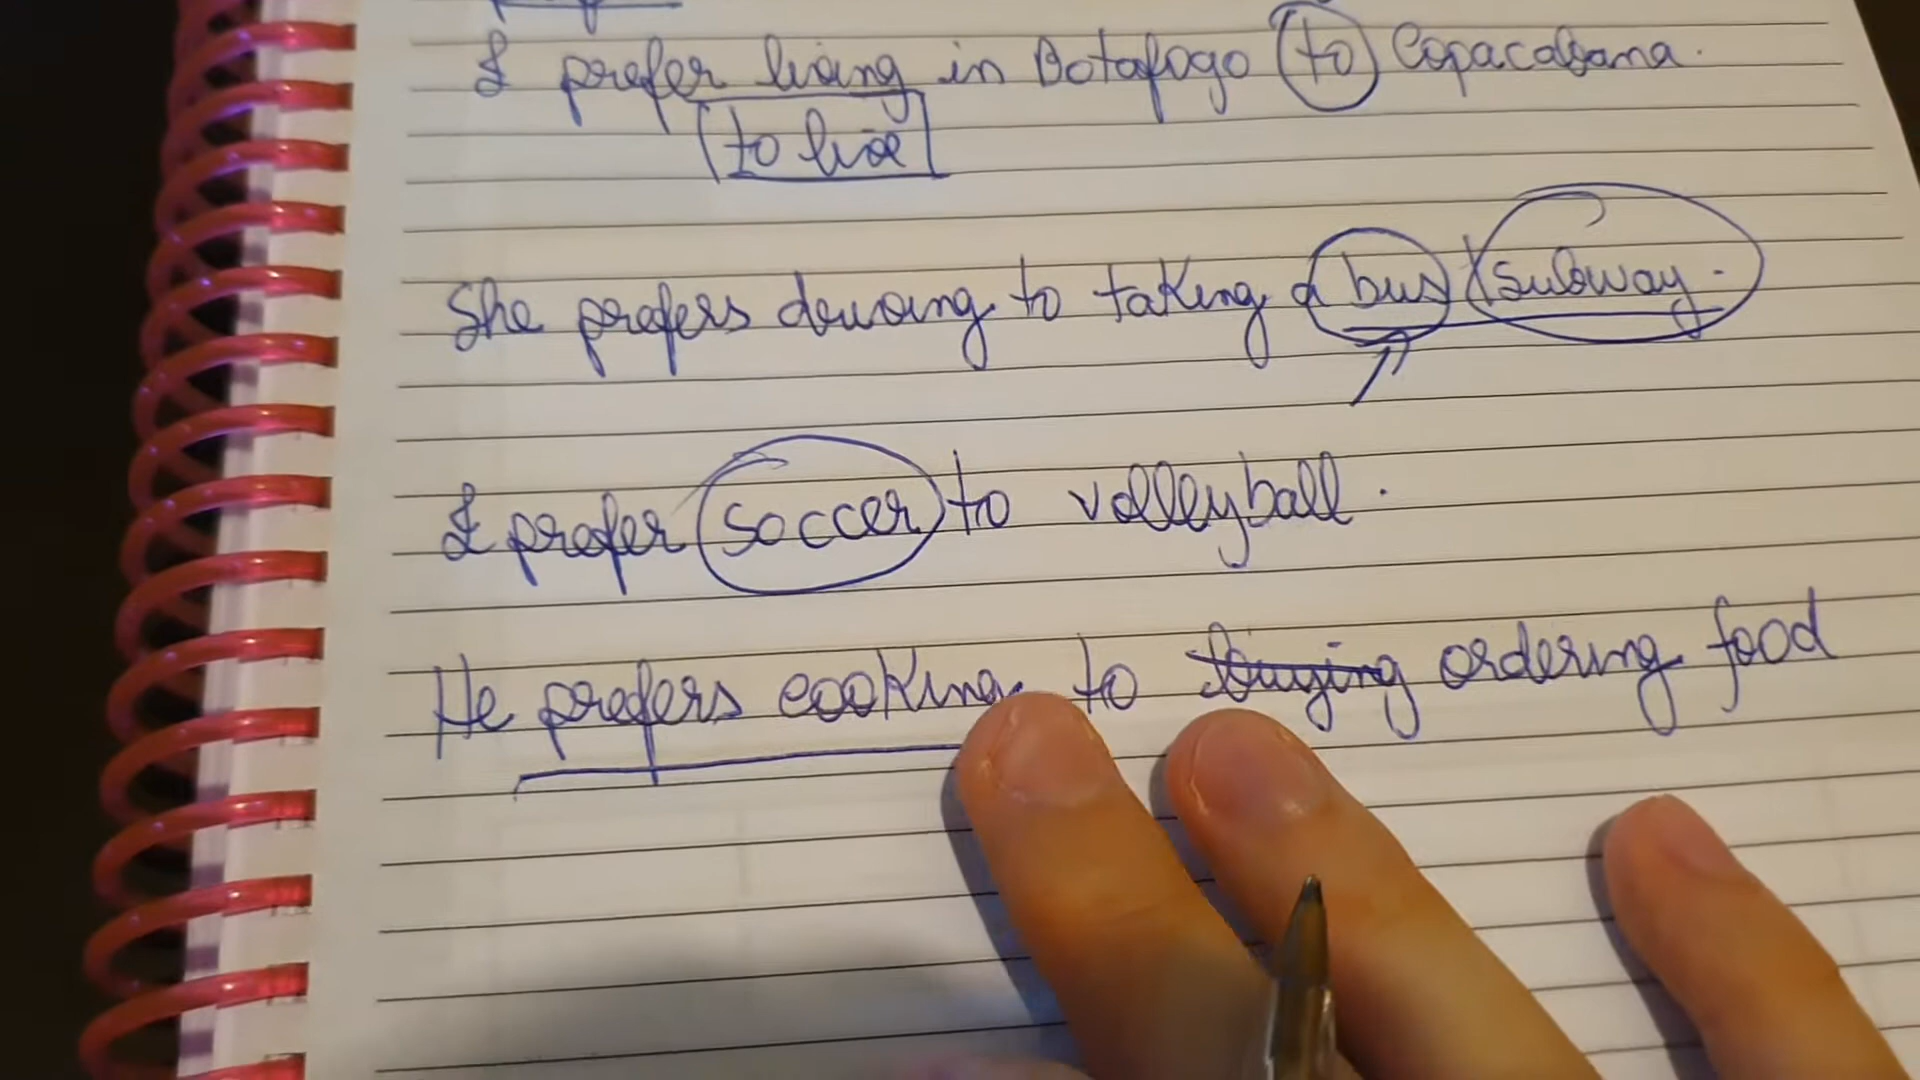 I prefer living in Botafogo to Copacabana.
to live
She prefers driving to taking a bus / subway.
I prefer soccer to volleyball.
He prefers cooking to buying ordering food